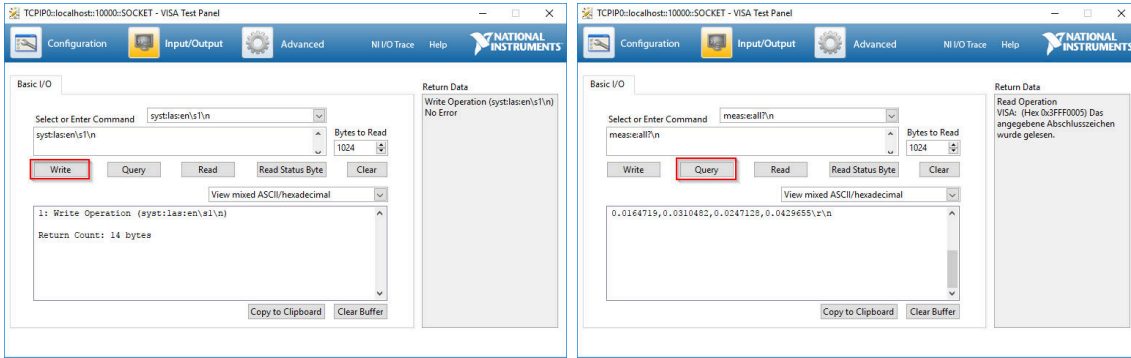 TCPIP0::localhost::10000::SOCKET - VISA Test Panel
Configuration
Input/Output
Advanced
NI I/O Trace
Help
NATIONAL
INSTRUMENTS
Basic I/O
Return Data
Write Operation (syst:las:en\s1\n)
No Error
Select or Enter Command
syst:las:en\s1\n
syst:las:en\s1\n
Bytes to Read
1024
Write
Query
Read
Read Status Byte
Clear
View mixed ASCII/hexadecimal
1: Write Operation (syst:las:en\s1\n)
Return Count: 14 bytes
Copy to Clipboard
Clear Buffer
TCPIP0::localhost::10000::SOCKET - VISA Test Panel
Configuration
Input/Output
Advanced
NI I/O Trace
Help
NATIONAL
INSTRUMENTS
Basic I/O
Return Data
Read Operation
VISA: (Hex 0x3FFF0005) Das
angegebene Abschlusszeichen
wurde gelesen.
Select or Enter Command
meas:e:all?\n
meas:e:all?\n
Bytes to Read
1024
Write
Query
Read
Read Status Byte
Clear
View mixed ASCII/hexadecimal
0.0164719,0.0310482,0.0247128,0.0429655\r\n
Copy to Clipboard
Clear Buffer